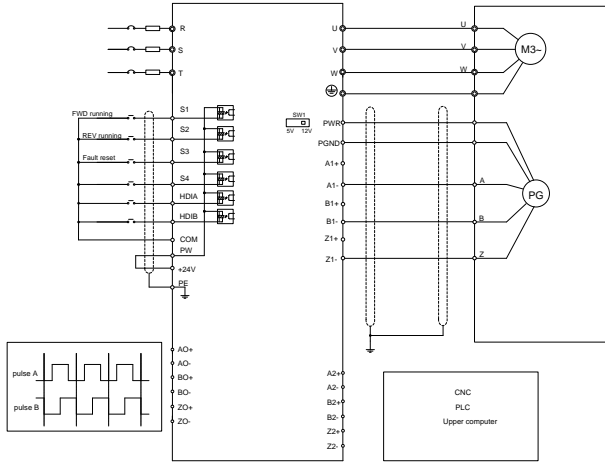 R
S
T
U
V
W
U
V
W
M3~
FWD running
REV running
Fault reset
S1
S2
S3
S4
HDIA
HDIB
COM
PW
+24V
PE
SW1
5V 12V
PWR
PGND
A1+
A1-
B1+
B1-
Z1+
Z1-
A
B
Z
PG
pulse A
pulse B
AO+
AO-
BO+
BO-
ZO+
ZO-
A2+
A2-
B2+
B2-
Z2+
Z2-
CNC
PLC
Upper computer